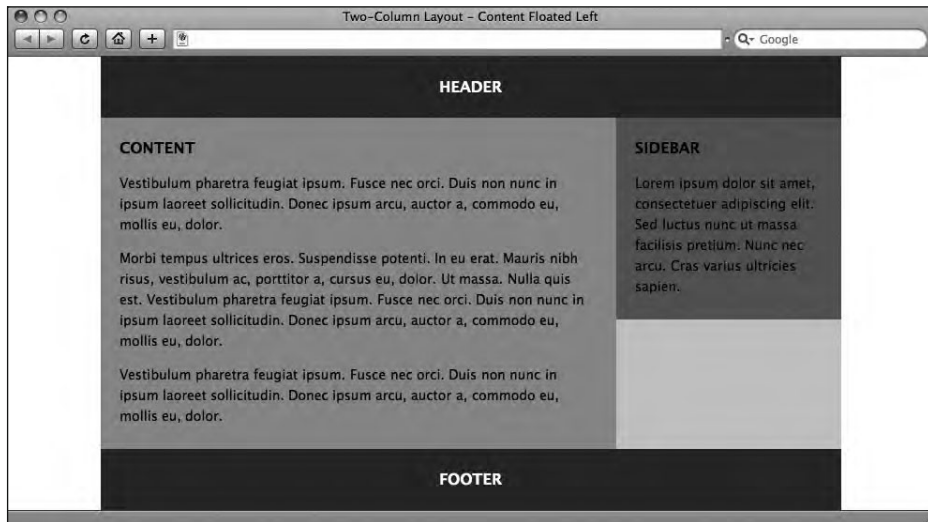 Two-Column Layout – Content Floated Left
Google
HEADER
CONTENT
Vestibulum pharetra feugiat ipsum. Fusce nec orci. Duis non nunc in
ipsum laoreet sollicitudin. Donec ipsum arcu, auctor a, commodo eu,
mollis eu, dolor.
Morbi tempus ultrices eros. Suspendisse potenti. In eu erat. Mauris nibh
risus, vestibulum ac, porttitor a, cursus eu, dolor. Ut massa. Nulla quis
est. Vestibulum pharetra feugiat ipsum. Fusce nec orci. Duis non nunc in
ipsum laoreet sollicitudin. Donec ipsum arcu, auctor a, commodo eu,
mollis eu, dolor.
Vestibulum pharetra feugiat ipsum. Fusce nec orci. Duis non nunc in
ipsum laoreet sollicitudin. Donec ipsum arcu, auctor a, commodo eu,
mollis eu, dolor.
SIDEBAR
Lorem ipsum dolor sit amet,
consectetuer adipiscing elit.
Sed luctus nunc ut massa
facilisis pretium. Nunc nec
arcu. Cras varius ultricies
sapien.
FOOTER